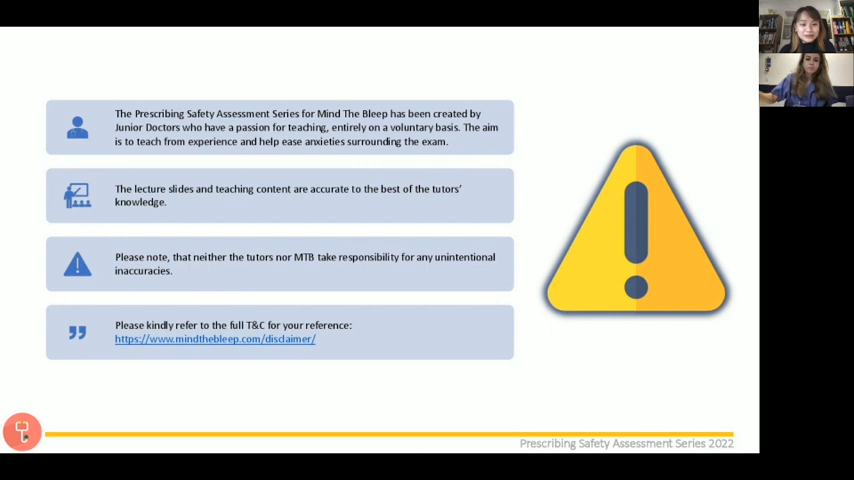 The Prescribing Safety Assessment Series for Mind The Bleep has been created by
Junior Doctors who have a passion for teaching, entirely on a voluntary basis. The aim
is to teach from experience and help ease anxieties surrounding the exam.
The lecture slides and teaching content are accurate to the best of the tutors’
knowledge.
Please note, that neither the tutors nor MTB take responsibility for any unintentional
inaccuracies.
Please kindly refer to the full T&C for your reference:
https://www.mindthebleep.com/disclaimer/
Prescribing Safety Assessment Series 2022